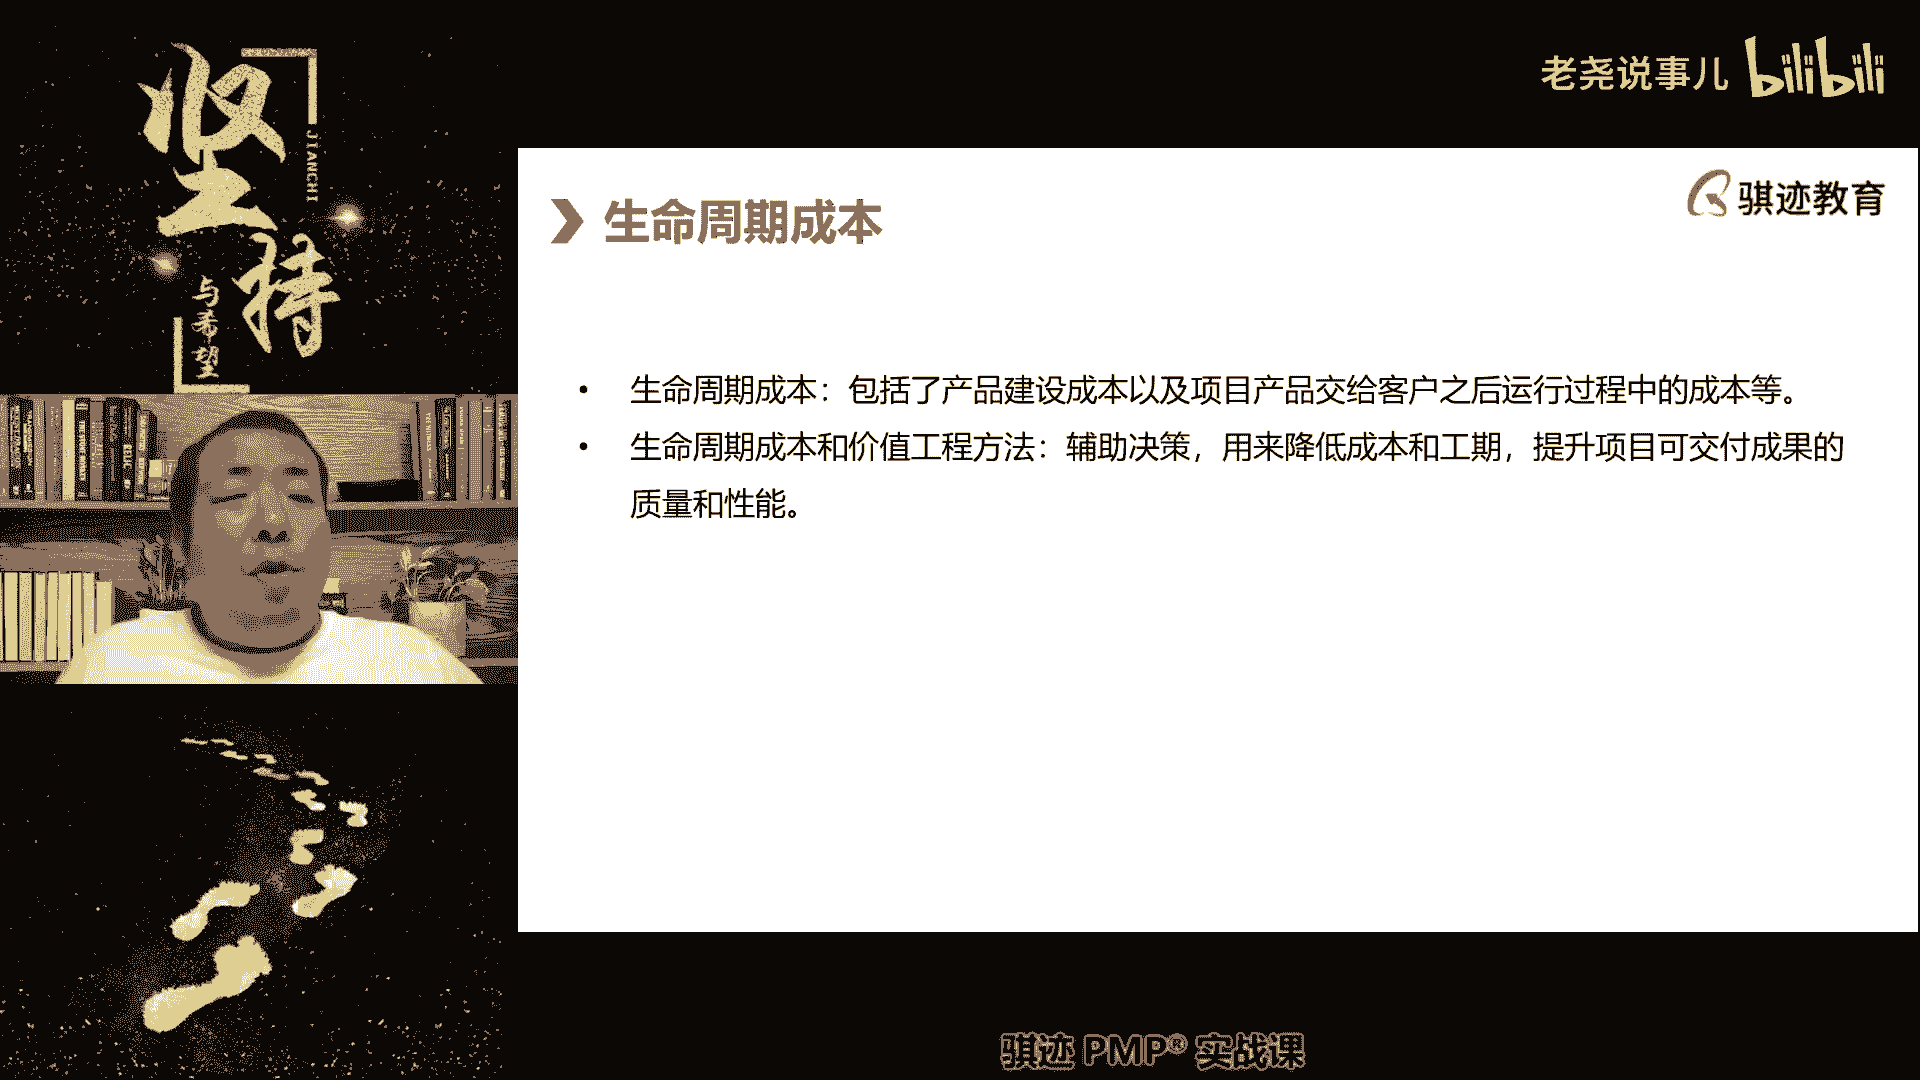 坚持
JIANCHI
与希望
老尧说事儿 bilibili
骐迹教育
生命周期成本
• 生命周期成本：包括了产品建设成本以及项目产品交给客户之后运行过程中的成本等。
• 生命周期成本和价值工程方法：辅助决策，用来降低成本和工期，提升项目可交付成果的
质量和性能。
骐迹 PMP® 实战课